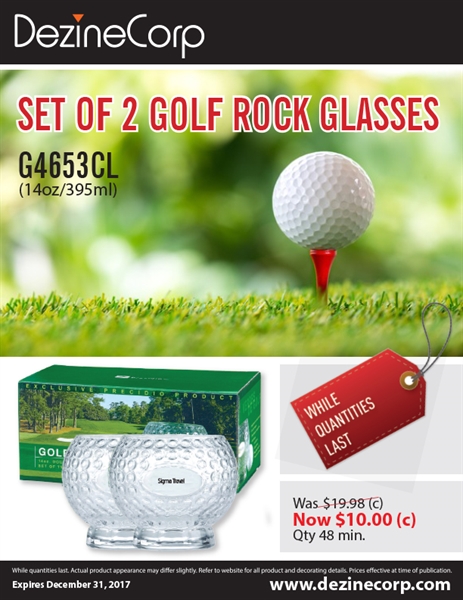 DezineCorp
SET OF 2 GOLF ROCK GLASSES
G4653CL
(14oz/395ml)
EXCLUSIVE PRECIDIO PRODUCT
GOLF
SET OF
Sigma Travel
WHILE
QUANTITIES
LAST
Was $19.98 (c)
Now $10.00 (c)
Qty 48 min.
While quantities last. Actual product appearance may differ slightly. Refer to website for all product and decorating details. Prices effective at time of publication.
Expires December 31, 2017
www.dezinecorp.com